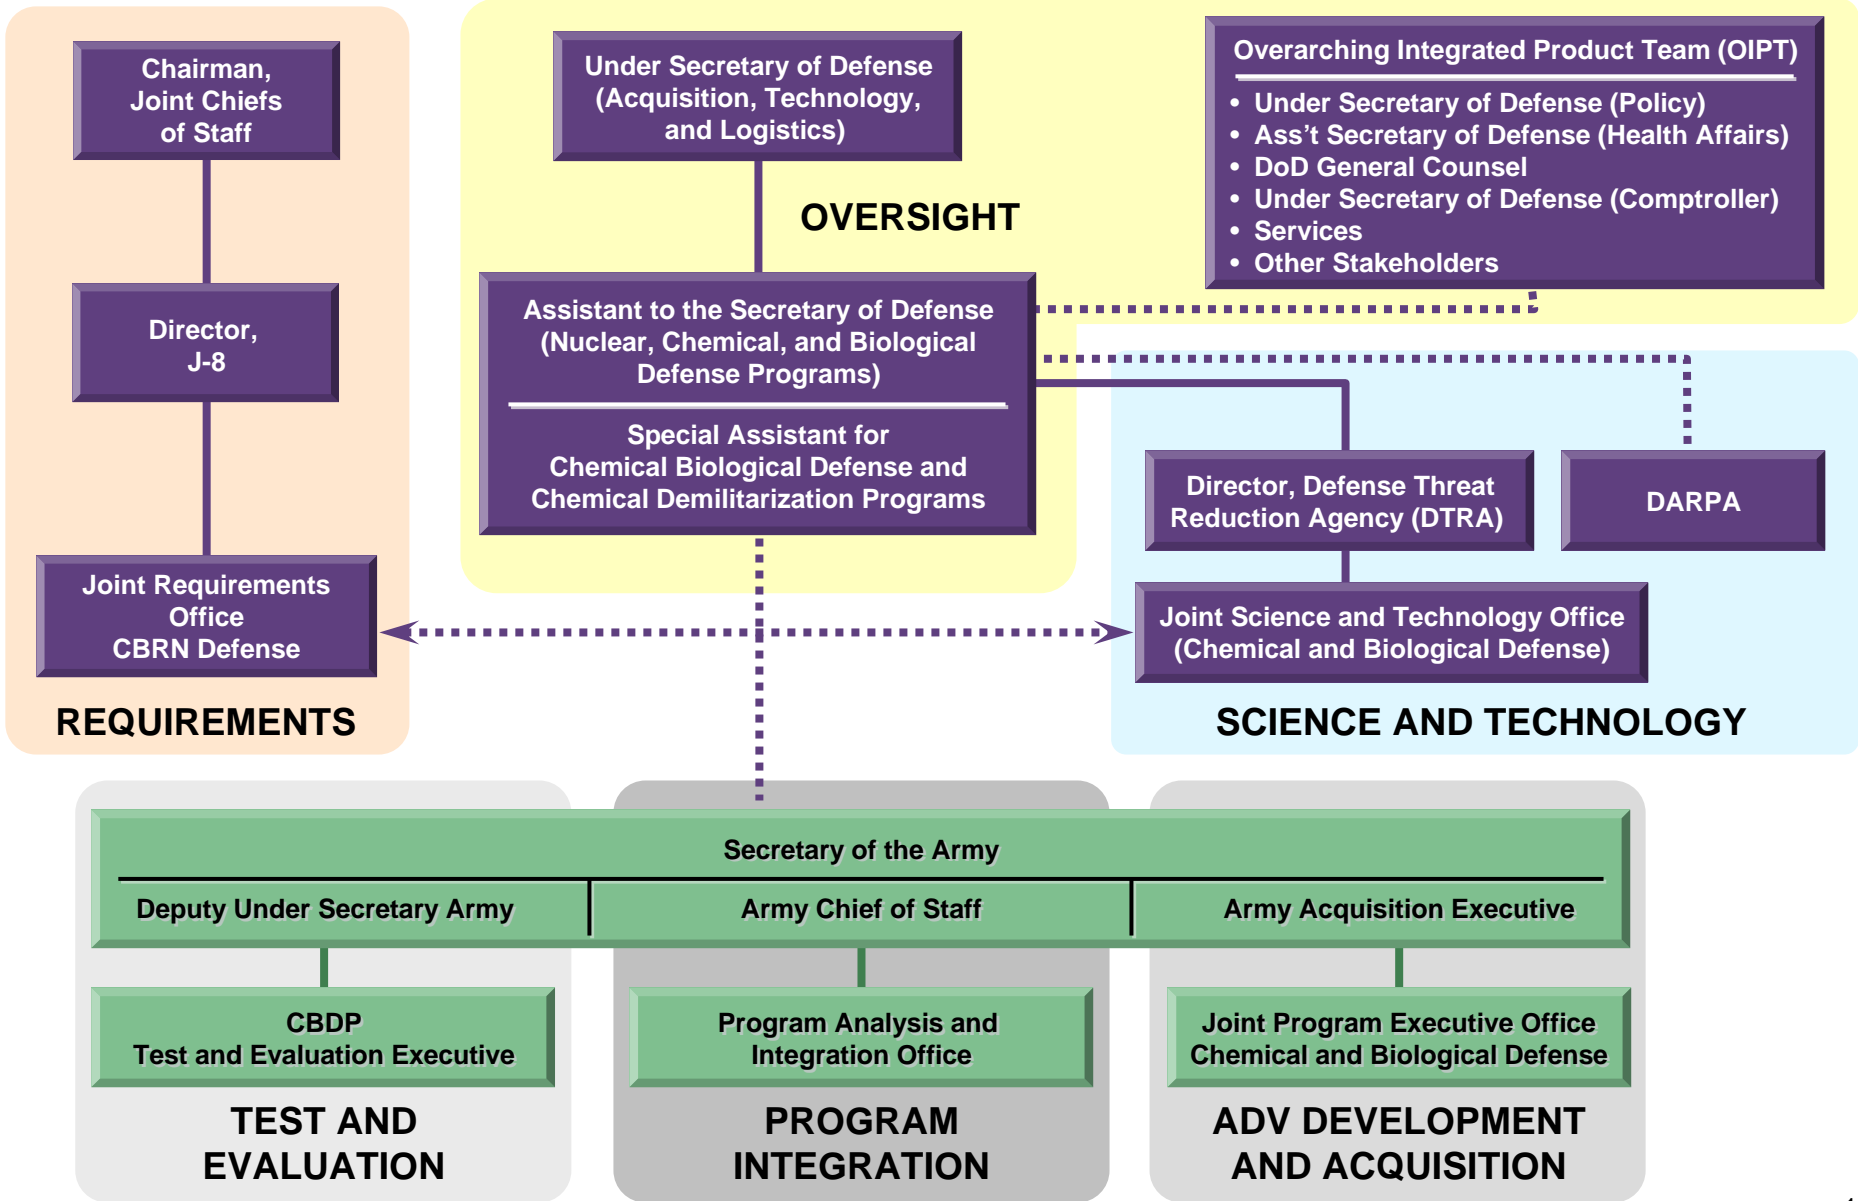 Chairman,
Joint Chiefs
of Staff
Director,
J-8
Joint Requirements
Office
CBRN Defense
REQUIREMENTS
Under Secretary of Defense
(Acquisition, Technology,
and Logistics)
OVERSIGHT
Assistant to the Secretary of Defense
(Nuclear, Chemical, and Biological
Defense Programs)
Special Assistant for
Chemical Biological Defense and
Chemical Demilitarization Programs
Overarching Integrated Product Team (OIPT)
• Under Secretary of Defense (Policy)
• Ass’t Secretary of Defense (Health Affairs)
• DoD General Counsel
• Under Secretary of Defense (Comptroller)
• Services
• Other Stakeholders
Director, Defense Threat
Reduction Agency (DTRA)
DARPA
Joint Science and Technology Office
(Chemical and Biological Defense)
SCIENCE AND TECHNOLOGY
Secretary of the Army
Deputy Under Secretary Army
Army Chief of Staff
Army Acquisition Executive
CBDP
Test and Evaluation Executive
Program Analysis and
Integration Office
Joint Program Executive Office
Chemical and Biological Defense
TEST AND
EVALUATION
PROGRAM
INTEGRATION
ADV DEVELOPMENT
AND ACQUISITION